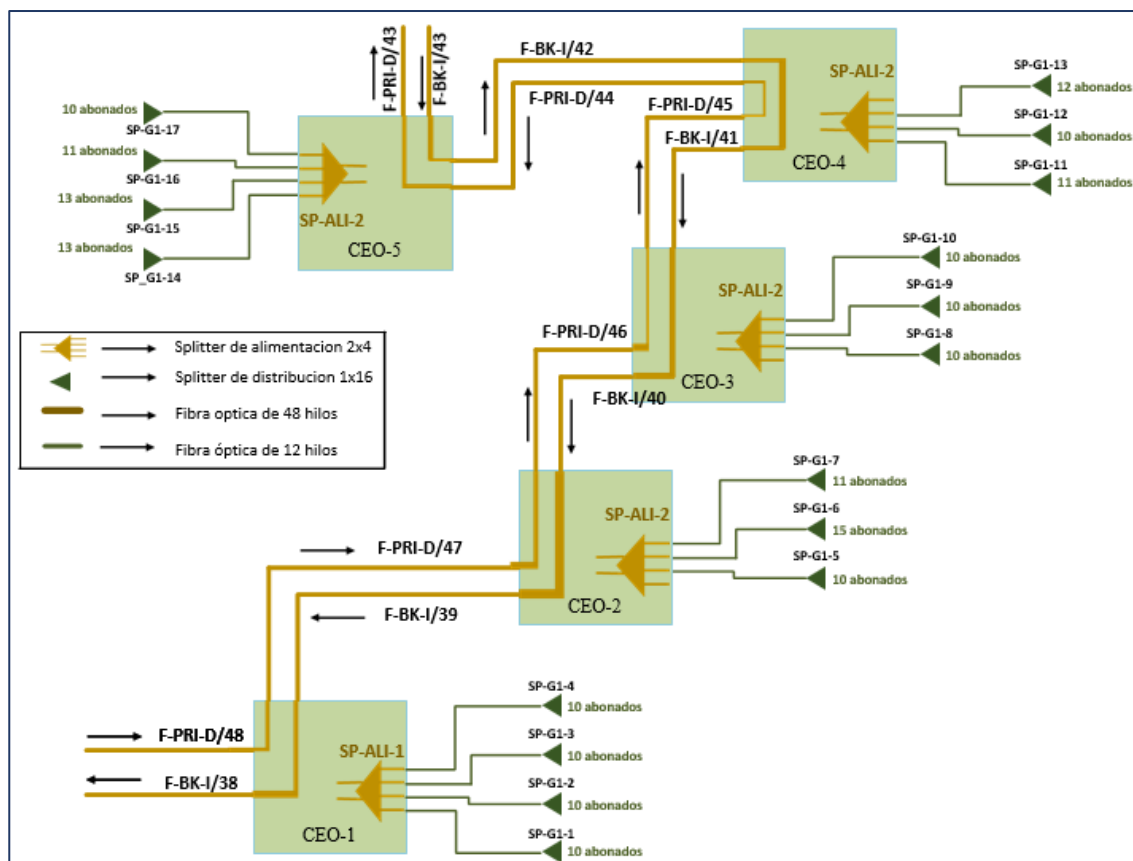 F-PRI-D/43
F-BK-I/43
F-BK-I/42
F-PRI-D/44
F-PRI-D/45
F-BK-I/41
SP-ALI-2
CEO-4
SP-G1-13
12 abonados
SP-G1-12
10 abonados
SP-G1-11
11 abonados
10 abonados
SP-G1-17
11 abonados
SP-G1-16
13 abonados
SP-G1-15
13 abonados
SP_G1-14
SP-ALI-2
CEO-5
SP-ALI-2
CEO-3
SP-G1-10
10 abonados
SP-G1-9
10 abonados
SP-G1-8
10 abonados
F-PRI-D/46
F-BK-I/40
Splitter de alimentacion 2x4
Splitter de distribucion 1x16
Fibra optica de 48 hilos
Fibra óptica de 12 hilos
SP-ALI-2
CEO-2
SP-G1-7
11 abonados
SP-G1-6
15 abonados
SP-G1-5
10 abonados
F-PRI-D/47
F-BK-I/39
F-PRI-D/48
F-BK-I/38
SP-ALI-1
CEO-1
SP-G1-4
10 abonados
SP-G1-3
10 abonados
SP-G1-2
10 abonados
SP-G1-1
10 abonados